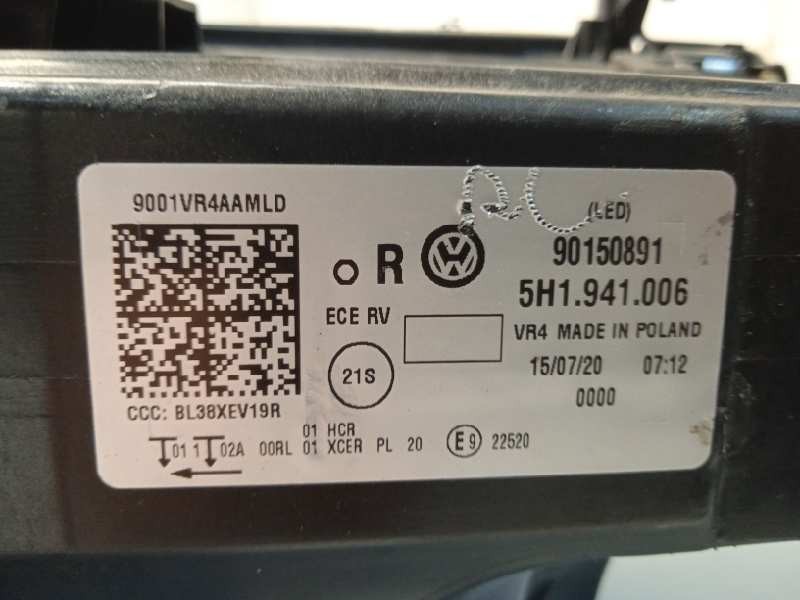 9001VR4AAMLD
R
(LED)
90150891
5H1.941.006
ECE RV
VR4 MADE IN POLAND
21S
15/07/20 07:12
0000
CCC: BL38XEV19R
01 HCR
01 1 02A 00RL 01 XCER PL 20 E9 22520